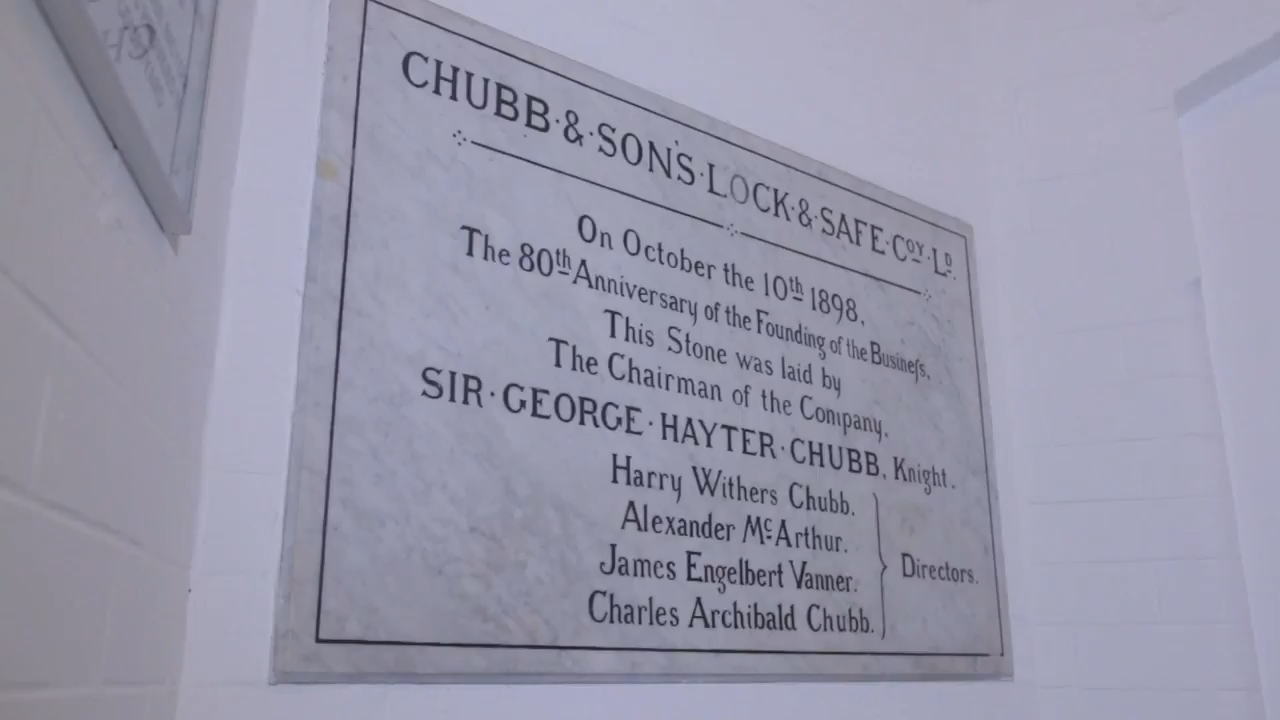 CHUBB·&·SON'S·LOCK·&·SAFE·Coy·Ld.
On October the 10th 1898,
The 80th Anniversary of the Founding of the Busineſs,
This Stone was laid by
The Chairman of the Company.
SIR·GEORGE·HAYTER·CHUBB, Knight.
Harry Withers Chubb.
Alexander McArthur.
James Engelbert Vanner.
Charles Archibald Chubb.
Directors.